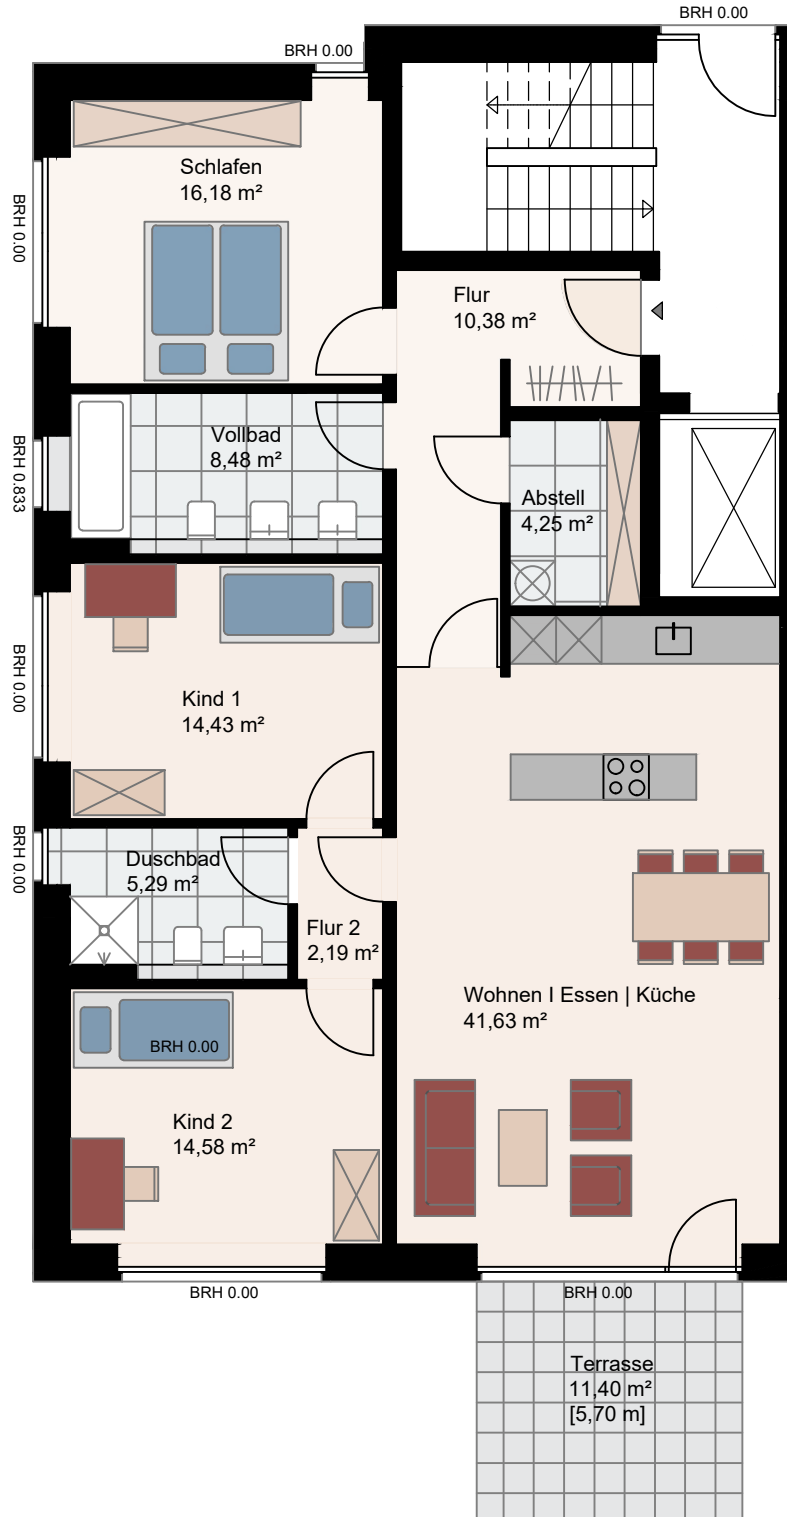 BRH 0.00
BRH 0.00
Schlafen
16,18 m²
BRH 0.00
Flur
10,38 m²
Vollbad
8,48 m²
BRH 0.833
Abstell
4,25 m²
Kind 1
14,43 m²
BRH 0.00
Duschbad
5,29 m²
BRH 0.00
Flur 2
2,19 m²
Wohnen I Essen | Küche
41,63 m²
BRH 0.00
Kind 2
14,58 m²
BRH 0.00
BRH 0.00
Terrasse
11,40 m²
[5,70 m]